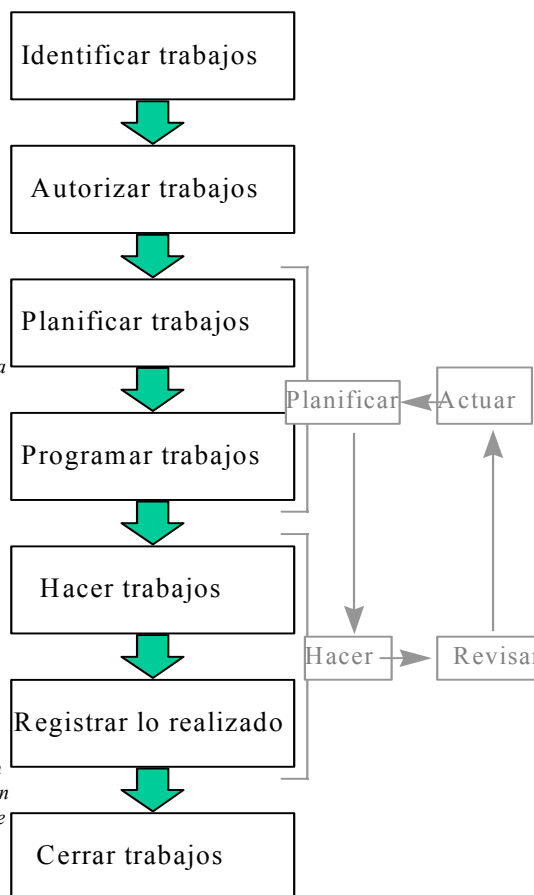 Identificar trabajos
Autorizar trabajos
Planificar trabajos
a
Planificar
Actuar
Programar trabajos
Hacer trabajos
Hacer
Revisar
Registrar lo realizado
n
e
Cerrar trabajos